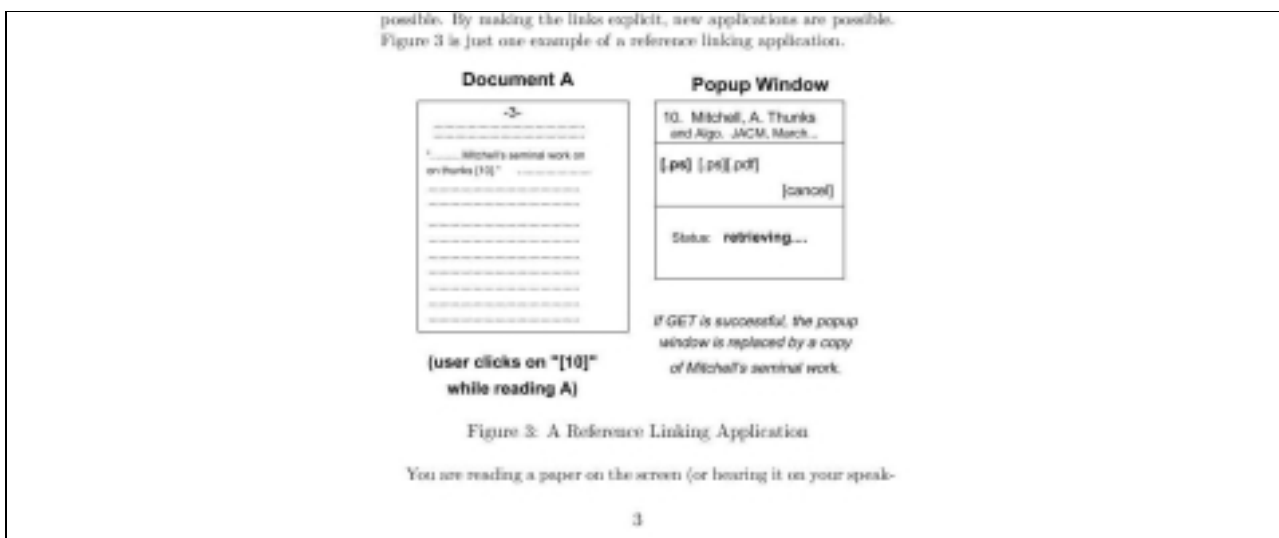 possible. By making the links explicit, new applications are possible.
Figure 3 is just one example of a reference linking application.
Document A
-3-
"........... Mitchell's seminal work on
on thunks [10]."
(user clicks on "[10]"
while reading A)
Popup Window
10. Mitchell, A. Thunks
and Algo. JACM, March...
[.ps] [.ps][.pdf]
[cancel]
Status: retrieving....
If GET is successful, the popup
window is replaced by a copy
of Mitchell's seminal work.
Figure 3: A Reference Linking Application
You are reading a paper on the screen (or hearing it on your speak-
3